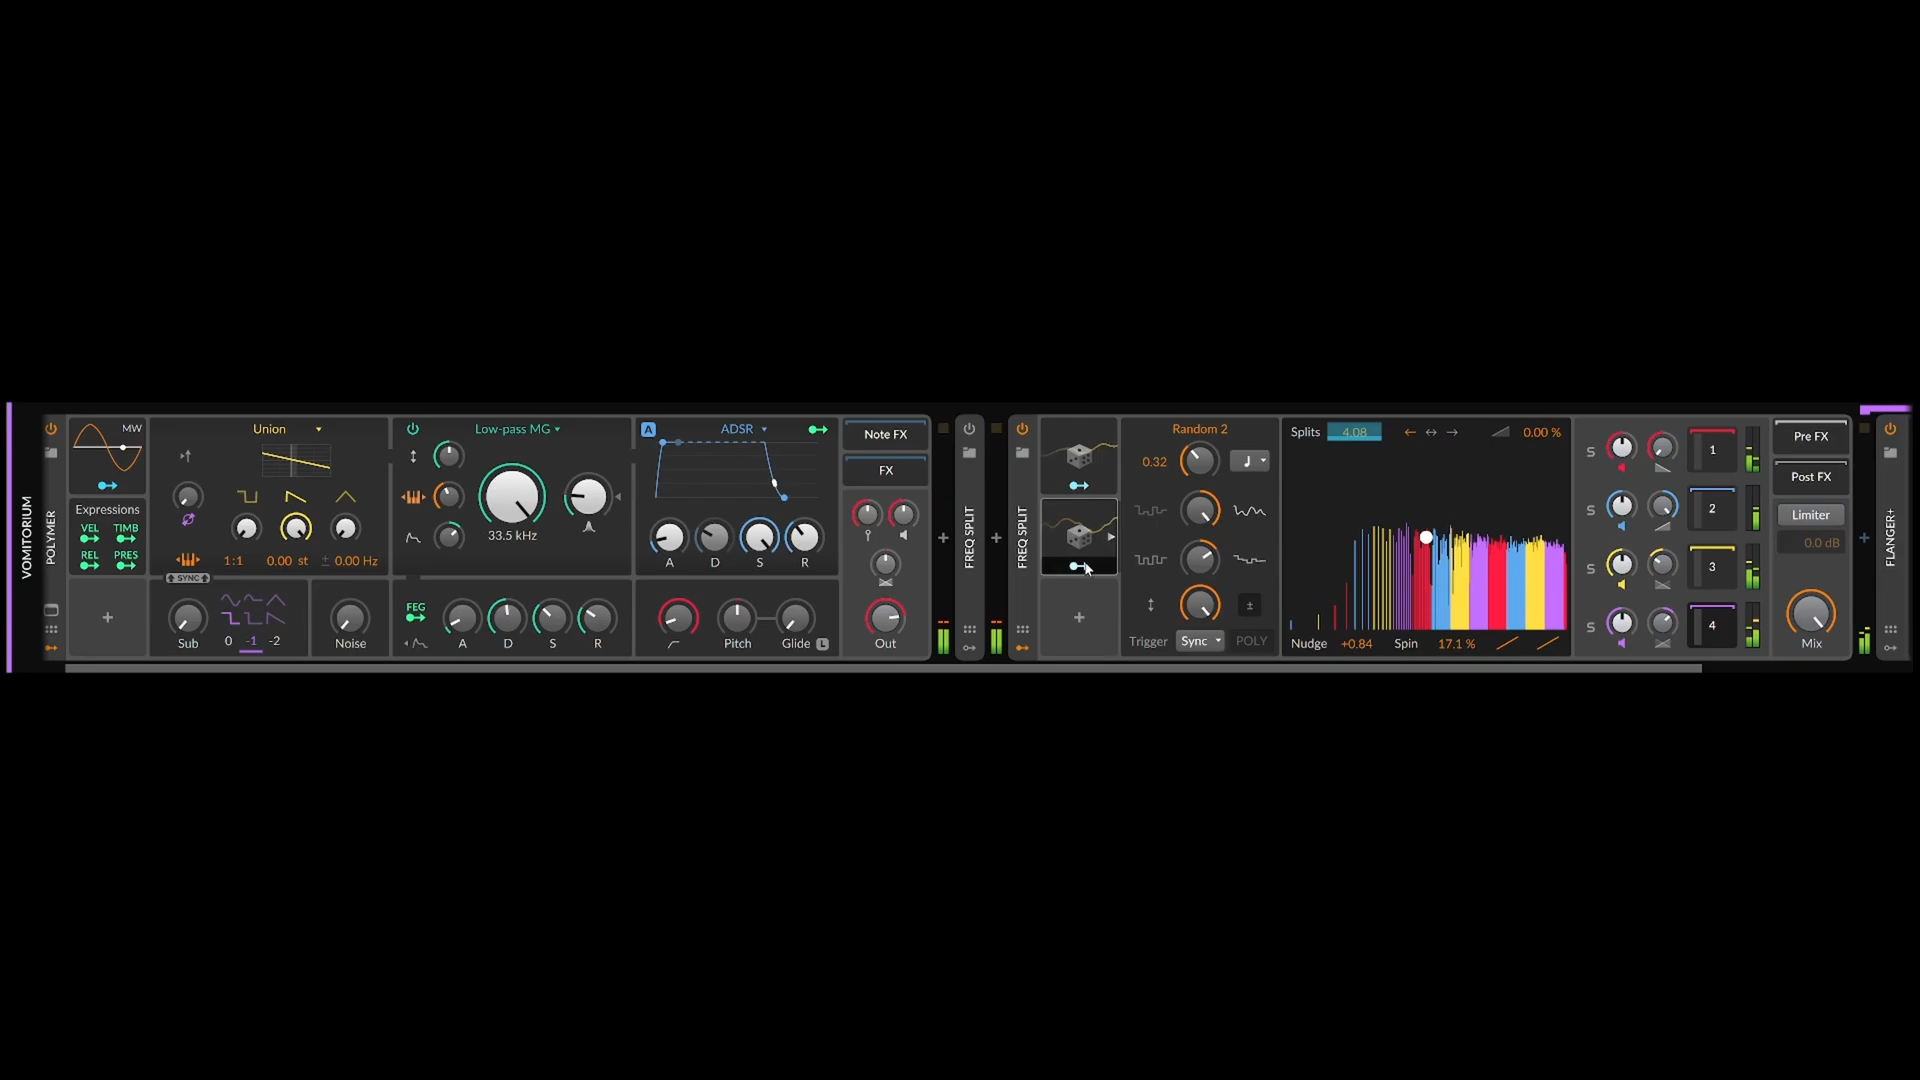 VOMITORIUM
POLYMER
MW
Expressions
VEL TIMB
REL PRES
Union
1:1 0.00 st ± 0.00 Hz
SYNC
Sub
0 -1 -2
Noise
Low-pass MG
33.5 kHz
FEG
A D S R
A ADSR
A D S R
Pitch Glide L
Note FX
FX
Out
FREQ SPLIT
FREQ SPLIT
Random 2
0.32
Trigger Sync POLY
Splits 4.08 0.00 %
Nudge +0.84 Spin 17.1 %
S 1
S 2
S 3
S 4
Pre FX
Post FX
Limiter
0.0 dB
Mix
FLANGER+